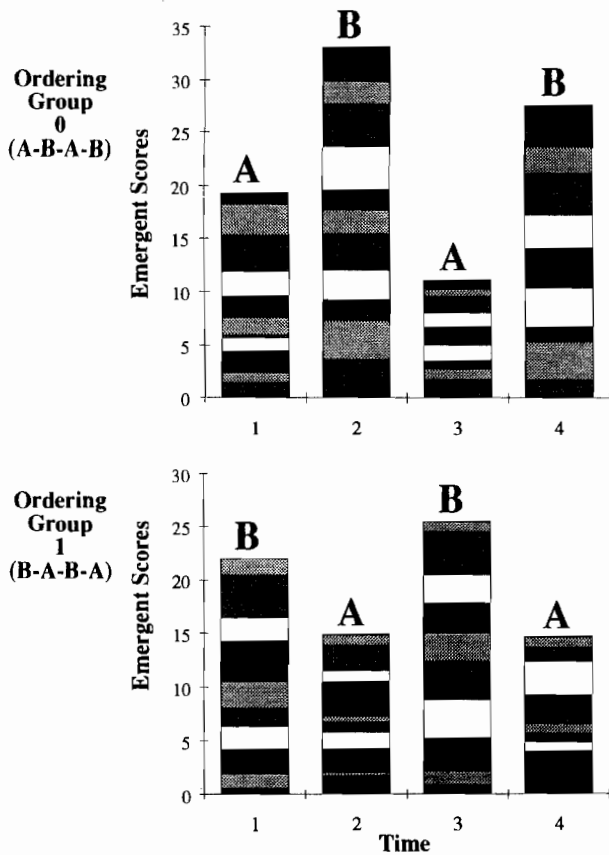 Ordering
Group
0
(A-B-A-B)
Emergent Scores
35
30
25
20
15
10
5
0
A
B
A
B
1 2 3 4
Ordering
Group
1
(B-A-B-A)
Emergent Scores
30
25
20
15
10
5
0
B
A
B
A
1 2 3 4
Time